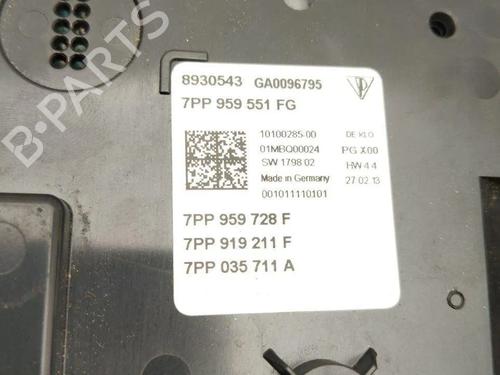 B-PARTS
8930543 GA0096795
7PP 959 551 FG
10100285-00 DE KLO
01MBQ00024 PG X00
SW 1798 02 HW 4.4
Made in Germany 27 02 13
001011110101
7PP 959 728 F
7PP 919 211 F
7PP 035 711 A